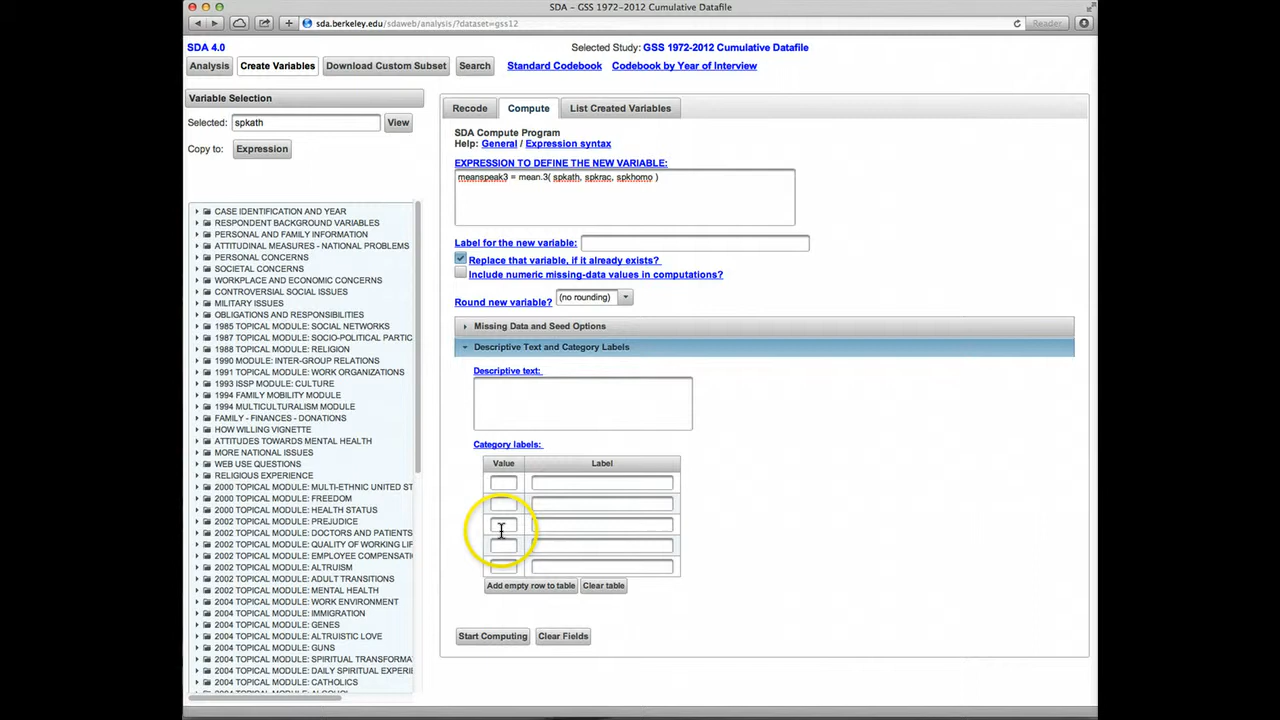 SDA – GSS 1972-2012 Cumulative Datafile
sda.berkeley.edu/sdaweb/analysis/?dataset=gss12
Reader
SDA 4.0
Selected Study: GSS 1972-2012 Cumulative Datafile
Analysis
Create Variables
Download Custom Subset
Search
Standard Codebook
Codebook by Year of Interview
Variable Selection
Selected: spkath
View
Copy to:
Expression
CASE IDENTIFICATION AND YEAR
RESPONDENT BACKGROUND VARIABLES
PERSONAL AND FAMILY INFORMATION
ATTITUDINAL MEASURES - NATIONAL PROBLEMS
PERSONAL CONCERNS
SOCIETAL CONCERNS
WORKPLACE AND ECONOMIC CONCERNS
CONTROVERSIAL SOCIAL ISSUES
MILITARY ISSUES
OBLIGATIONS AND RESPONSIBILITIES
1985 TOPICAL MODULE: SOCIAL NETWORKS
1987 TOPICAL MODULE: SOCIO-POLITICAL PARTIC
1988 TOPICAL MODULE: RELIGION
1990 MODULE: INTER-GROUP RELATIONS
1991 TOPICAL MODULE: WORK ORGANIZATIONS
1993 ISSP MODULE: CULTURE
1994 FAMILY MOBILITY MODULE
1994 MULTICULTURALISM MODULE
FAMILY - FINANCES - DONATIONS
HOW WILLING VIGNETTE
ATTITUDES TOWARDS MENTAL HEALTH
MORE NATIONAL ISSUES
WEB USE QUESTIONS
RELIGIOUS EXPERIENCE
2000 TOPICAL MODULE: MULTI-ETHNIC UNITED ST
2000 TOPICAL MODULE: FREEDOM
2000 TOPICAL MODULE: HEALTH STATUS
2002 TOPICAL MODULE: PREJUDICE
2002 TOPICAL MODULE: DOCTORS AND PATIENTS
2002 TOPICAL MODULE: QUALITY OF WORKING LIF
2002 TOPICAL MODULE: EMPLOYEE COMPENSATI
2002 TOPICAL MODULE: ALTRUISM
2002 TOPICAL MODULE: ADULT TRANSITIONS
2002 TOPICAL MODULE: MENTAL HEALTH
2004 TOPICAL MODULE: WORK ENVIRONMENT
2004 TOPICAL MODULE: IMMIGRATION
2004 TOPICAL MODULE: GENES
2004 TOPICAL MODULE: ALTRUISTIC LOVE
2004 TOPICAL MODULE: GUNS
2004 TOPICAL MODULE: SPIRITUAL TRANSFORMA
2004 TOPICAL MODULE: DAILY SPIRITUAL EXPERI
2004 TOPICAL MODULE: CATHOLICS
2004 TOPICAL MODULE: ALCOHOL
Recode
Compute
List Created Variables
SDA Compute Program
Help: General / Expression syntax
EXPRESSION TO DEFINE THE NEW VARIABLE:
meanspeak3 = mean.3( spkath, spkrac, spkhomo )
Label for the new variable:
Replace that variable, if it already exists?
Include numeric missing-data values in computations?
Round new variable? (no rounding)
Missing Data and Seed Options
Descriptive Text and Category Labels
Descriptive text:
Category labels:
Value Label
Add empty row to table
Clear table
Start Computing
Clear Fields